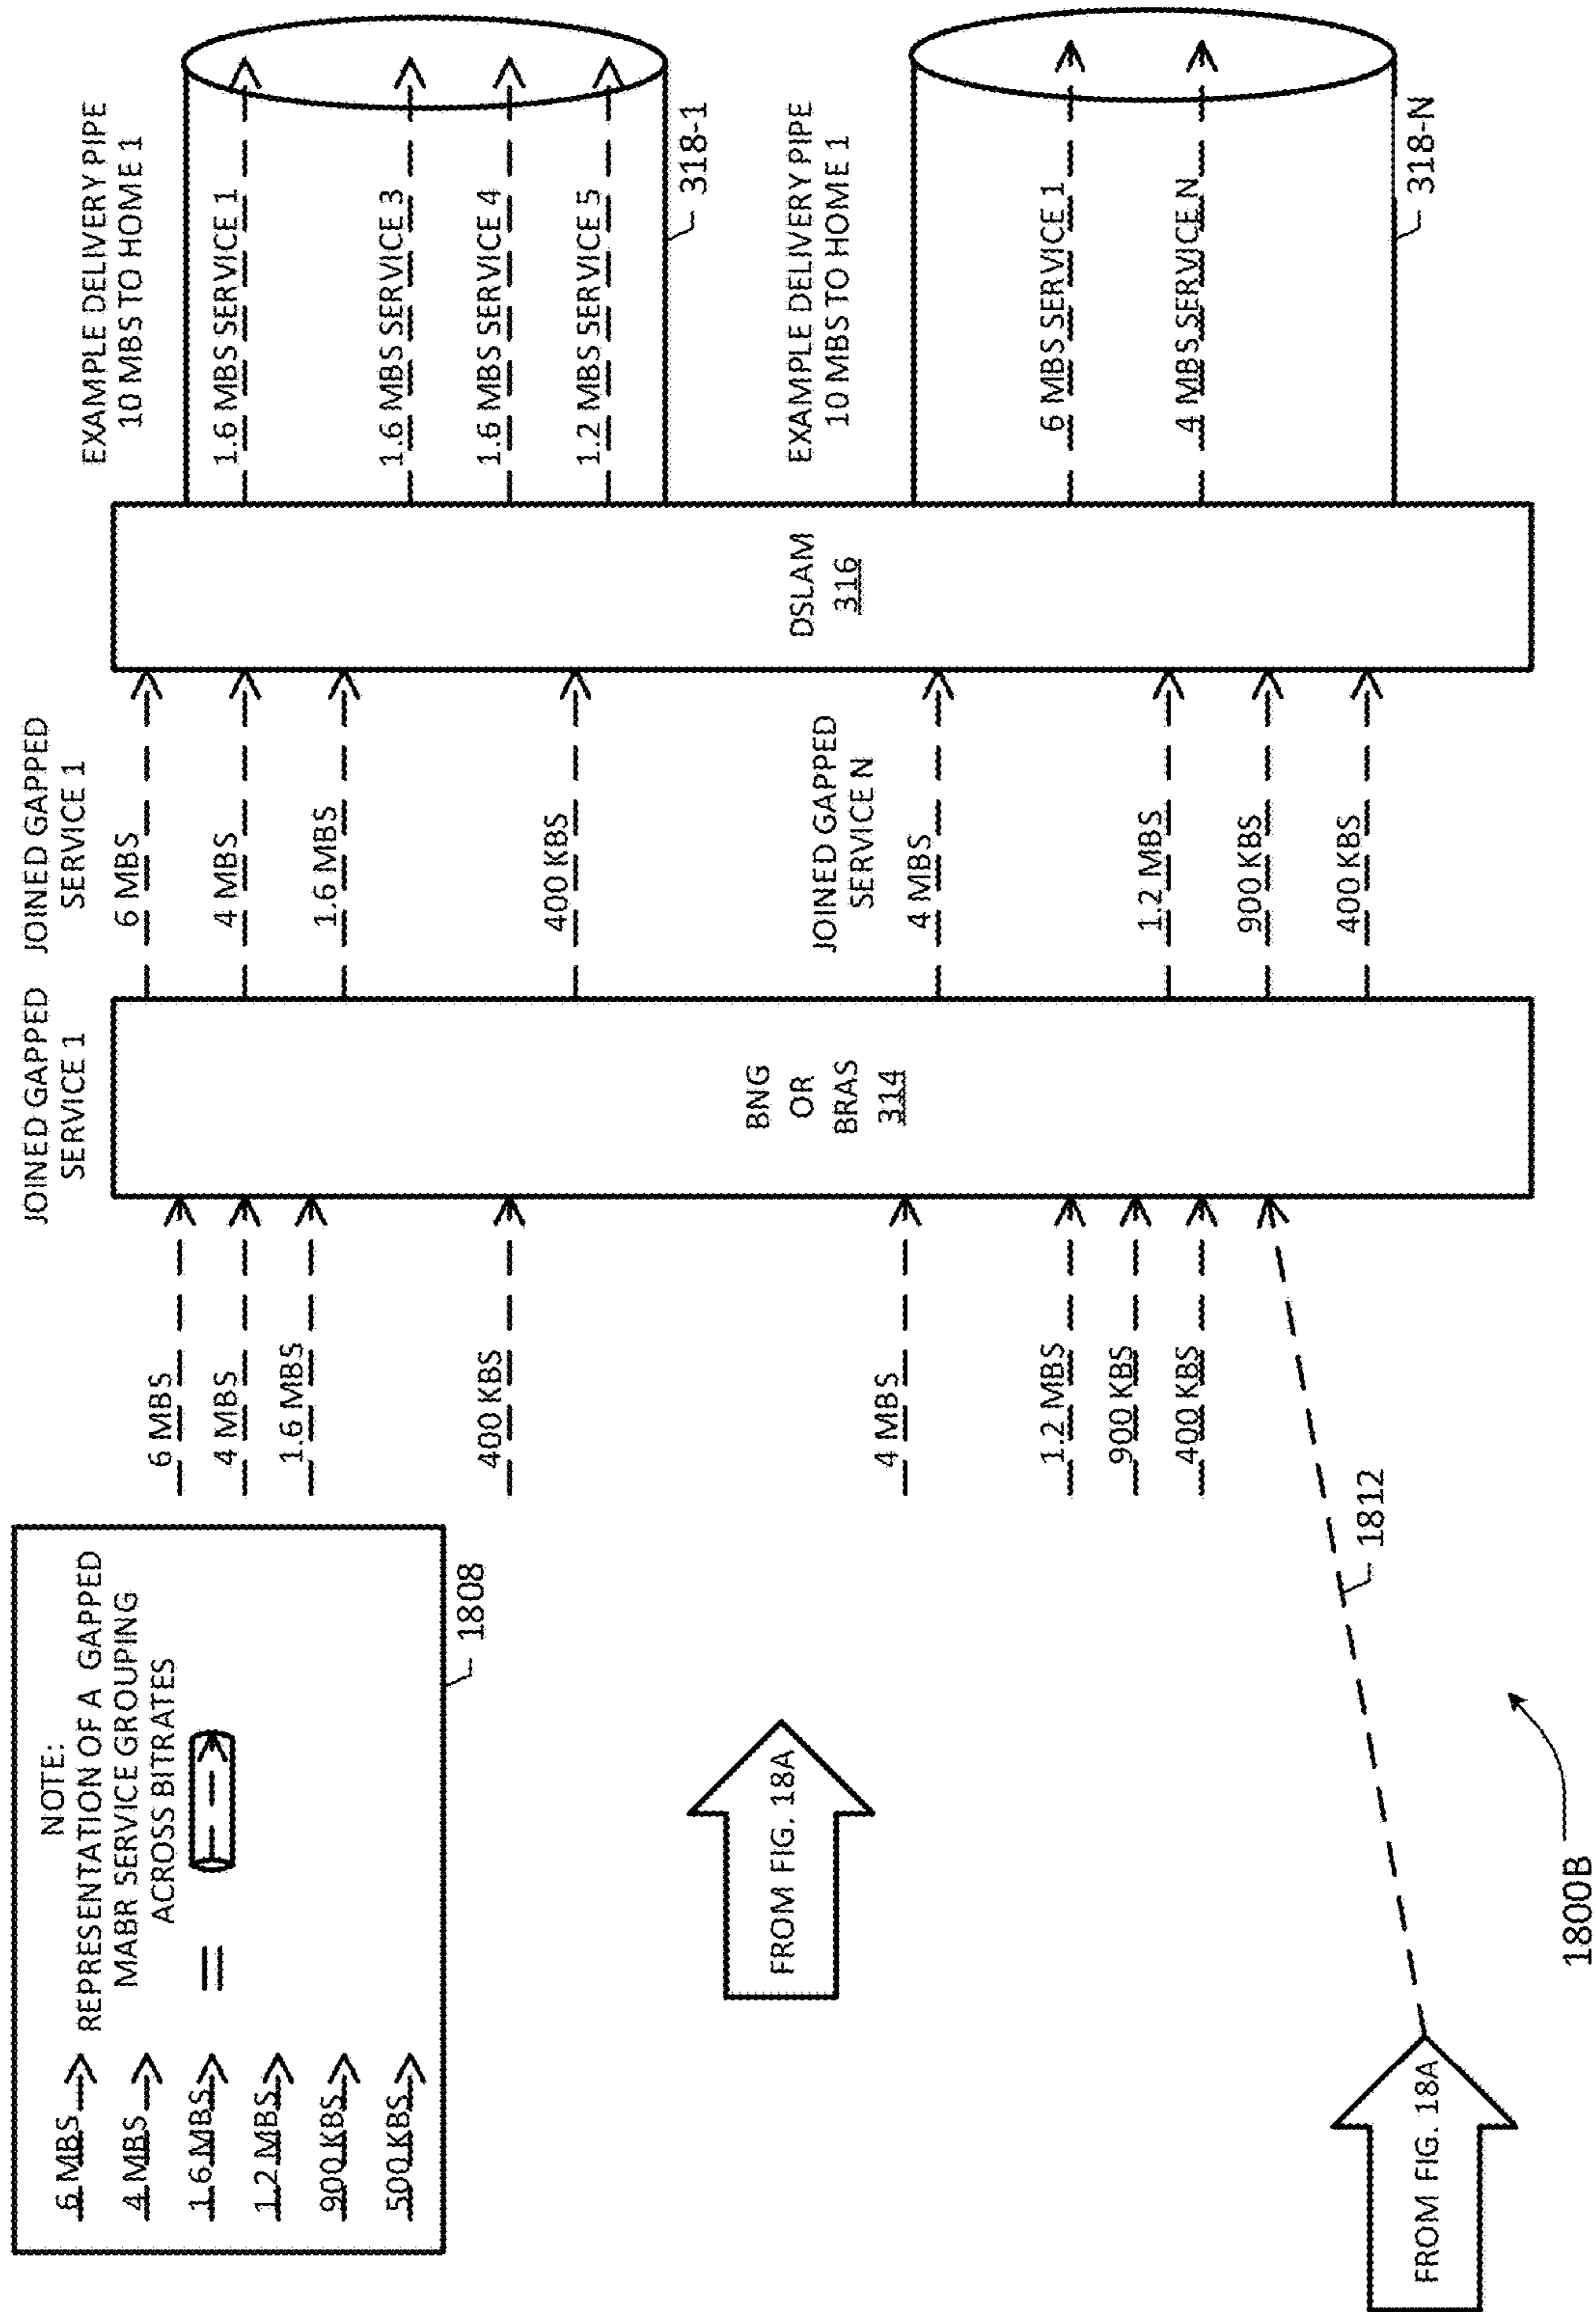 NOTE:
REPRESENTATION OF A GAPPED
MABR SERVICE GROUPING
ACROSS BITRATES
6 MBS
4 MBS
1.6 MBS
1.2 MBS
900 KBS
500 KBS
=
1808
FROM FIG. 18A
FROM FIG. 18A
1812
1800B
6 MBS
4 MBS
1.6 MBS
400 KBS
4 MBS
1.2 MBS
900 KBS
400 KBS
JOINED GAPPED
SERVICE 1
BNG
OR
BRAS
314
JOINED GAPPED
SERVICE 1
6 MBS
4 MBS
1.6 MBS
400 KBS
JOINED GAPPED
SERVICE N
4 MBS
1.2 MBS
900 KBS
400 KBS
DSLAM
316
EXAMPLE DELIVERY PIPE
10 MBS TO HOME 1
1.6 MBS SERVICE 1
1.6 MBS SERVICE 3
1.6 MBS SERVICE 4
1.2 MBS SERVICE 5
318-1
EXAMPLE DELIVERY PIPE
10 MBS TO HOME 1
6 MBS SERVICE 1
4 MBS SERVICE N
318-N